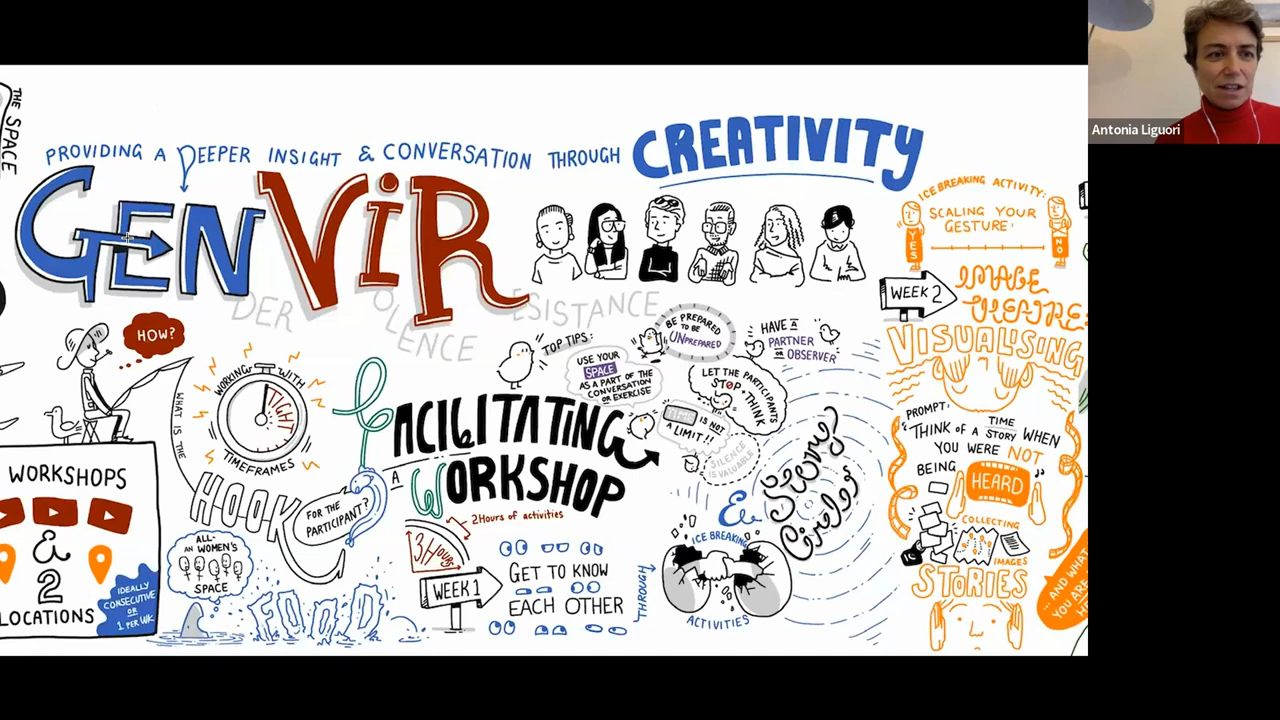 THE SPACE
PROVIDING A DEEPER INSIGHT & CONVERSATION THROUGH CREATIVITY
GENVIR
DER
OLENCE
ESISTANCE
HOW?
WHAT IS THE
HOOK
FOR THE
PARTICIPANT?
WORKING WITH
TIGHT
TIMEFRAMES
WORKSHOPS
&
2
LOCATIONS
IDEALLY
CONSECUTIVE
OR
1 PER WK
ALL-
AN WOMEN'S
SPACE
FOOD
FACILITATING
A WORKSHOP
TOP TIPS:
USE YOUR
SPACE
AS A PART OF THE
CONVERSATION
OR EXERCISE
BE PREPARED
TO BE
UNPREPARED
HAVE A
PARTNER
OR OBSERVER
LET THE PARTICIPANTS
STOP + THINK
TIME IS NOT
A LIMIT!!
SILENCE
IS VALUABLE
2 Hours of activities
3 HOURS
WEEK 1
GET TO KNOW
EACH OTHER
THROUGH
ICE BREAKING
ACTIVITIES
&
Story
Circles
ICE BREAKING ACTIVITY:
SCALING YOUR
GESTURE'
YES
NO
WEEK 2
IMAGE
THEATRE
VISUALISING
PROMPT:
"THINK OF A TIME
STORY WHEN
YOU WERE NOT
BEING HEARD"
COLLECTING
IMAGES
STORIES
... AND WHAT
YOU ARE
Antonia Liguori